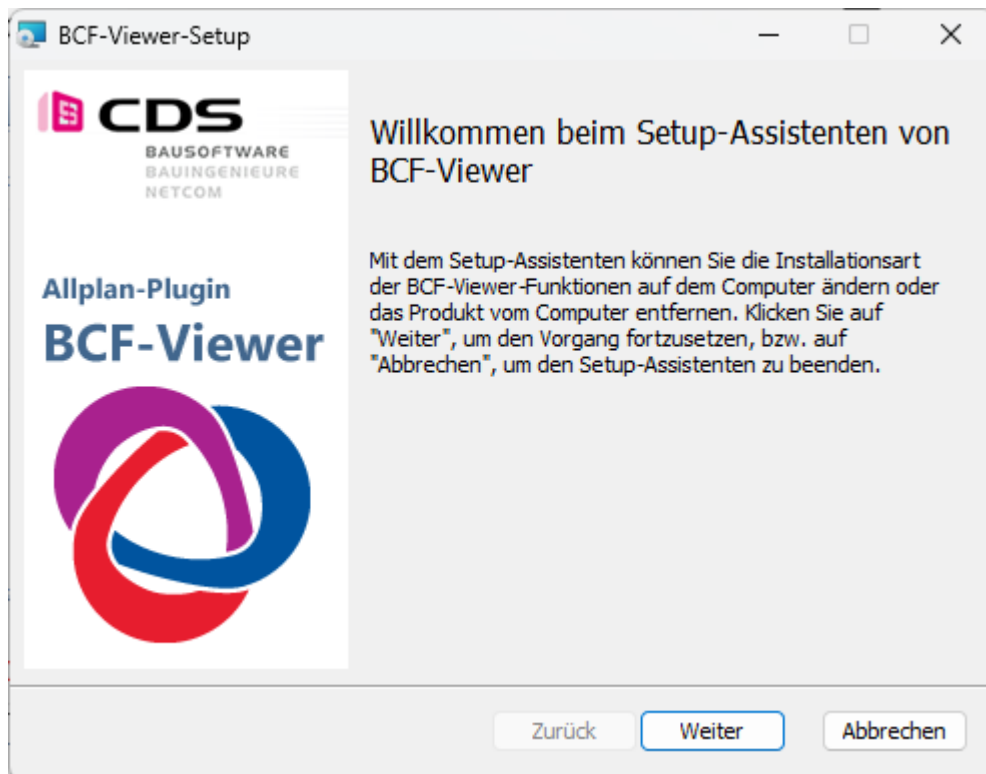 BCF-Viewer-Setup
CDS
BAUSOFTWARE
BAUINGENIEURE
NETCOM
Allplan-Plugin
BCF-Viewer
Willkommen beim Setup-Assistenten von
BCF-Viewer
Mit dem Setup-Assistenten können Sie die Installationsart
der BCF-Viewer-Funktionen auf dem Computer ändern oder
das Produkt vom Computer entfernen. Klicken Sie auf
"Weiter", um den Vorgang fortzusetzen, bzw. auf
"Abbrechen", um den Setup-Assistenten zu beenden.
Zurück Weiter Abbrechen